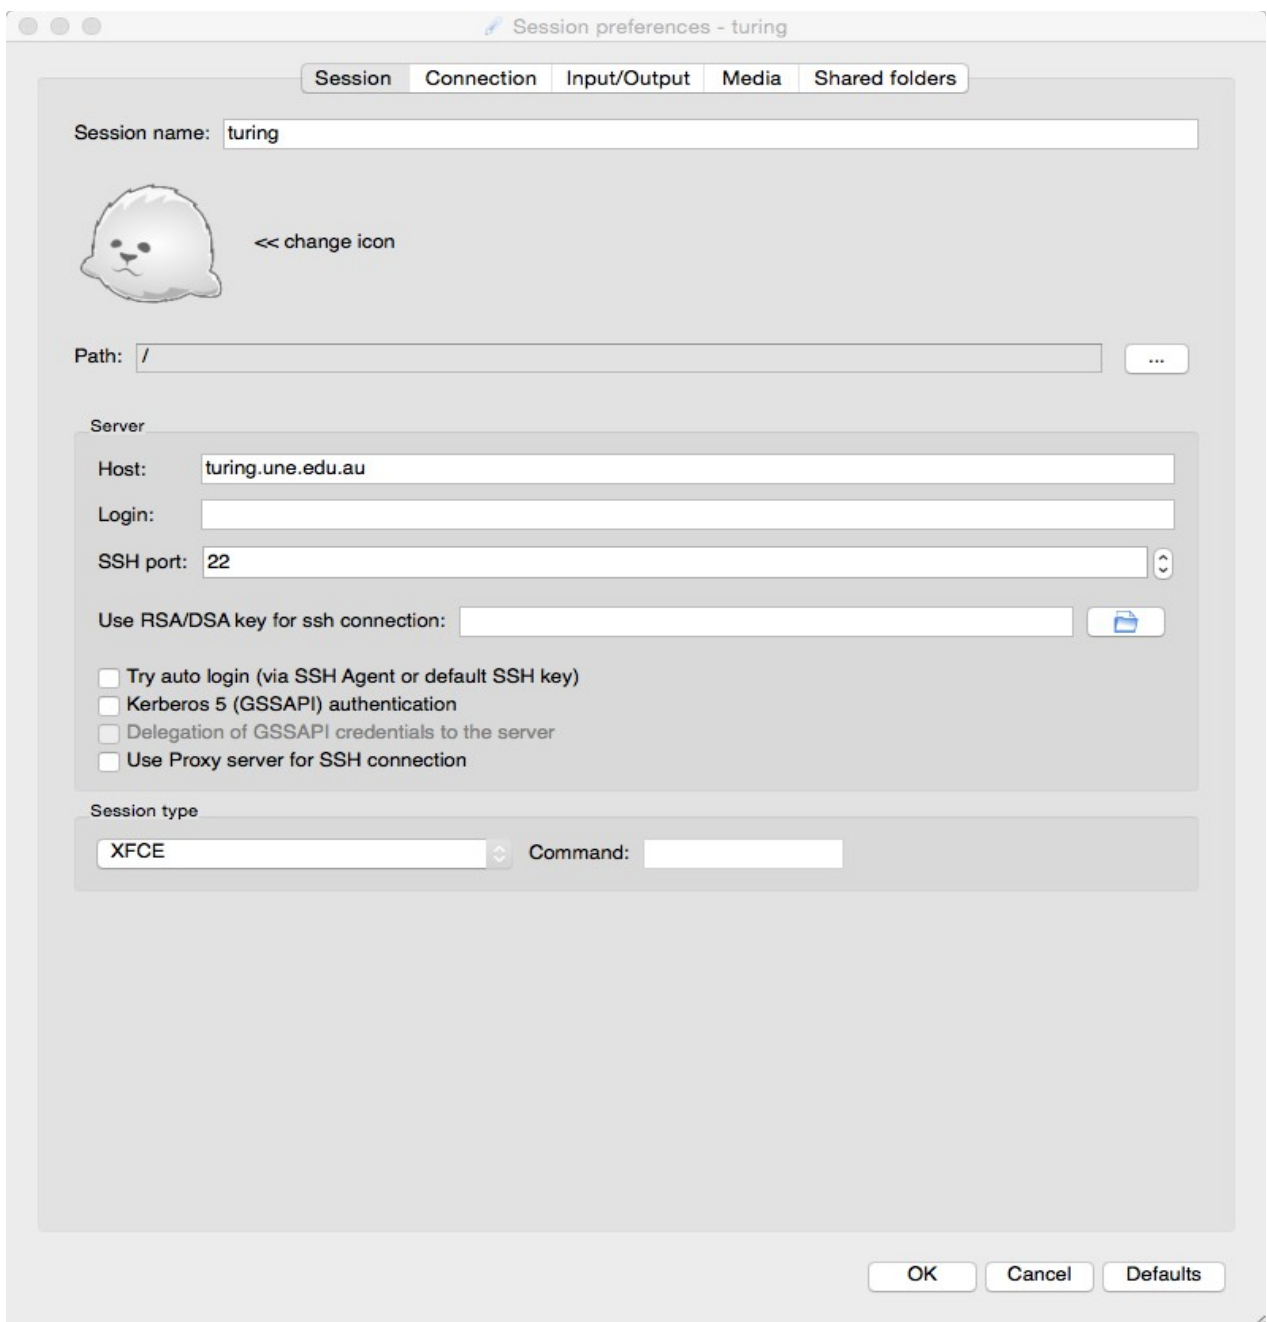 Session preferences - turing
Session Connection Input/Output Media Shared folders
Session name: turing
<< change icon
Path: / ...
Server
Host: turing.une.edu.au
Login:
SSH port: 22
Use RSA/DSA key for ssh connection:
Try auto login (via SSH Agent or default SSH key)
Kerberos 5 (GSSAPI) authentication
Delegation of GSSAPI credentials to the server
Use Proxy server for SSH connection
Session type
XFCE Command:
OK Cancel Defaults